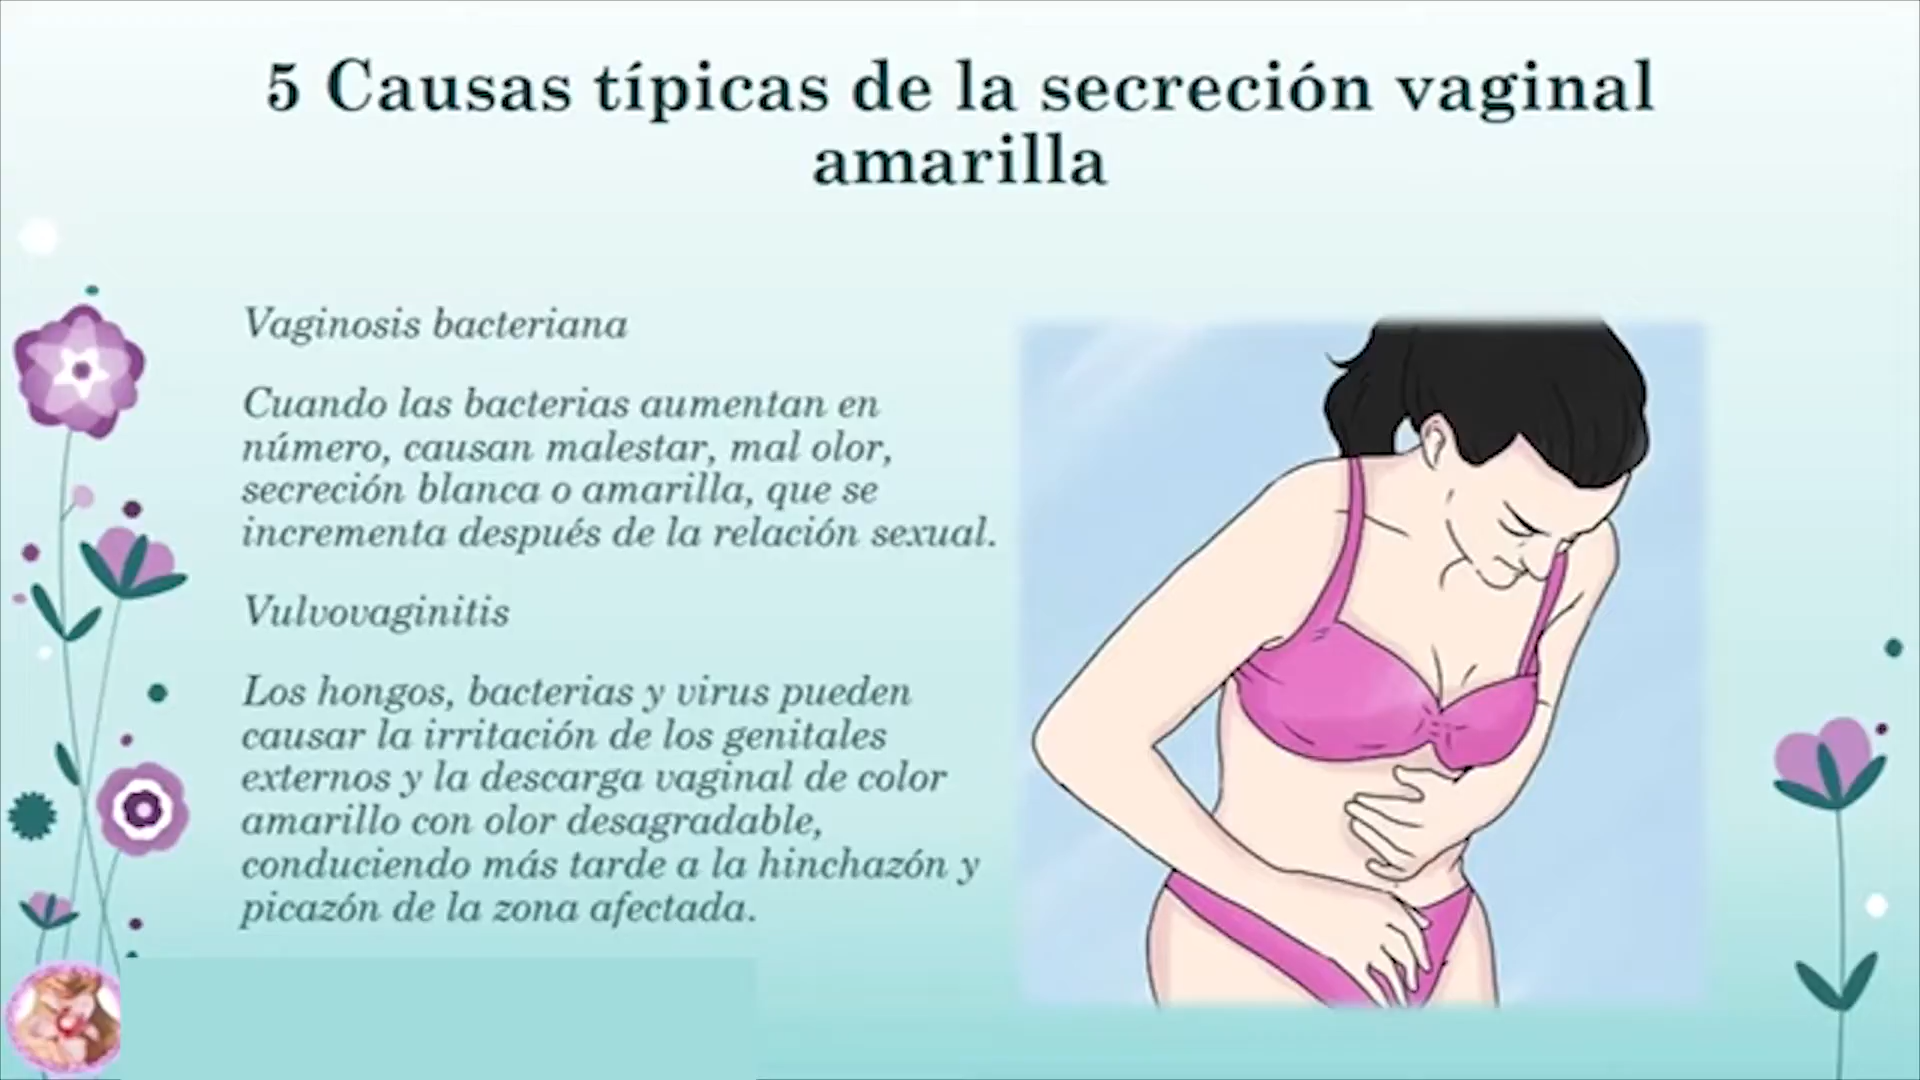 5 Causas típicas de la secreción vaginal
amarilla
Vaginosis bacteriana
Cuando las bacterias aumentan en
número, causan malestar, mal olor,
secreción blanca o amarilla, que se
incrementa después de la relación sexual.
Vulvovaginitis
Los hongos, bacterias y virus pueden
causar la irritación de los genitales
externos y la descarga vaginal de color
amarillo con olor desagradable,
conduciendo más tarde a la hinchazón y
picazón de la zona afectada.